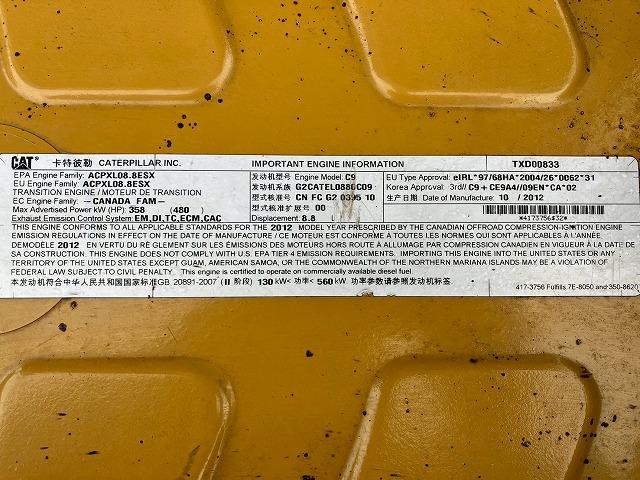 CAT 卡特彼勒 CATERPILLAR INC. IMPORTANT ENGINE INFORMATION TXD00833
EPA Engine Family: ACPXL08.8ESX 发动机型号 Engine Model: C9 EU Type Approval: eIRL*97/68HA*2004/26*0062*31
EU Engine Family: ACPXL08.8ESX 发动机系族 G2CATEL0880C09 Korea Approval: 3rd// C9+CE9A4//09EN*CA*02
TRANSITION ENGINE / MOTEUR DE TRANSITION 型式核准号 CN FC G2 0395 10 生产日期 Date of Manufacture: 10 / 2012
EC Engine Family: —CANADA FAM— 型式核准扩展号 00
Max Advertised Power kW (HP): 358 (480)
Exhaust Emission Control System: EM,DI,TC,ECM,CAC Displacement: 8.8 L *4173756432*
THIS ENGINE CONFORMS TO ALL APPLICABLE STANDARDS FOR THE 2012 MODEL YEAR PRESCRIBED BY THE CANADIAN OFFROAD COMPRESSION-IGNITION ENGINE
EMISSION REGULATIONS IN EFFECT ON DATE OF MANUFACTURE / CE MOTEUR EST CONFORME A TOUTES LES NORMES QUI SONT APPLICABLES À L'ANNÉE
DEMODÈLE 2012 EN VERTU DU RÈGLEMENT SUR LES ÉMISSIONS DES MOTEURS HORS ROUTE A ALLUMAGE PAR COMPRESSION CANADIEN EN VIGUEUR À LA DATE DE
SA CONSTRUCTION. THIS ENGINE DOES NOT COMPLY WITH U.S. EPA TIER 4 EMISSION REQUIREMENTS. IMPORTING THIS ENGINE INTO THE UNITED STATES OR ANY
TERRITORY OF THE UNITED STATES EXCEPT GUAM, AMERICAN SAMOA, OR THE COMMONWEALTH OF THE NORTHERN MARIANA ISLANDS MAY BE A VIOLATION OF
FEDERAL LAW SUBJECT TO CIVIL PENALTY. This engine is certified to operate on commercially available diesel fuel
本发动机符合中华人民共和国国家标准GB 20891-2007 (II 阶段) 130 kW< 功率< 560 kW. 功率参数请参照发动机标签 417-3756 Fulfills 7E-8050 and 350-8620